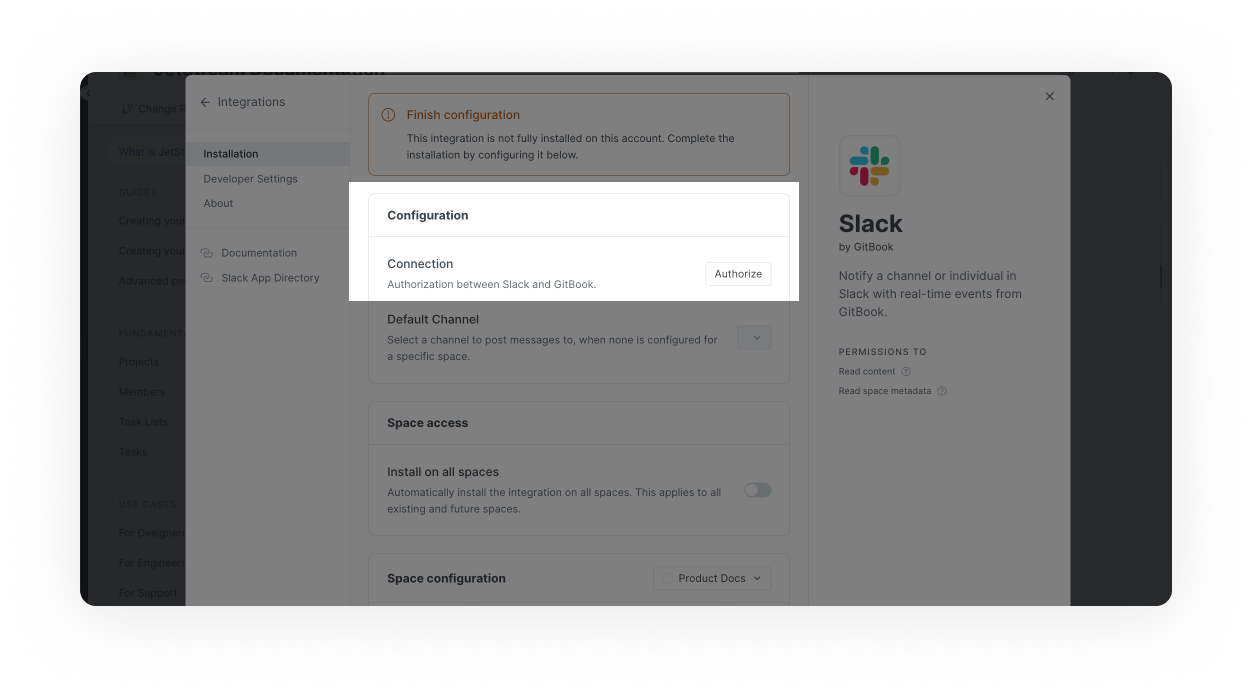 JetStream Documentation
Change R
What is JetSt
GUIDES
Creating your
Creating your
Advanced pe
FUNDAMENTA
Projects
Members
Task Lists
Tasks
USE CASES
For Designers
For Engineers
For Support
Integrations
Installation
Developer Settings
About
Documentation
Slack App Directory
Finish configuration
This integration is not fully installed on this account. Complete the
installation by configuring it below.
Configuration
Connection
Authorization between Slack and GitBook.
Authorize
Default Channel
Select a channel to post messages to, when none is configured for
a specific space.
Space access
Install on all spaces
Automatically install the integration on all spaces. This applies to all
existing and future spaces.
Space configuration
Product Docs
Slack
by GitBook
Notify a channel or individual in
Slack with real-time events from
GitBook.
PERMISSIONS TO
Read content
Read space metadata